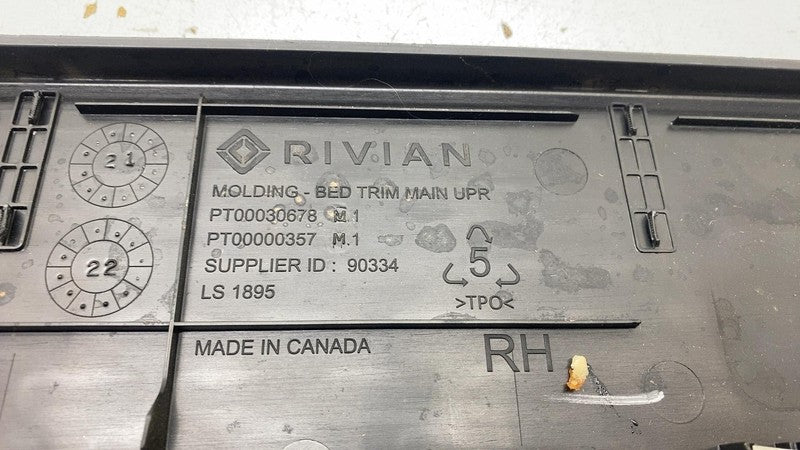 21
22
RIVIAN
MOLDING - BED TRIM MAIN UPR
PT00030678 M.1
PT00000357 M.1
SUPPLIER ID : 90334
LS 1895
5
>TPO<
MADE IN CANADA
RH